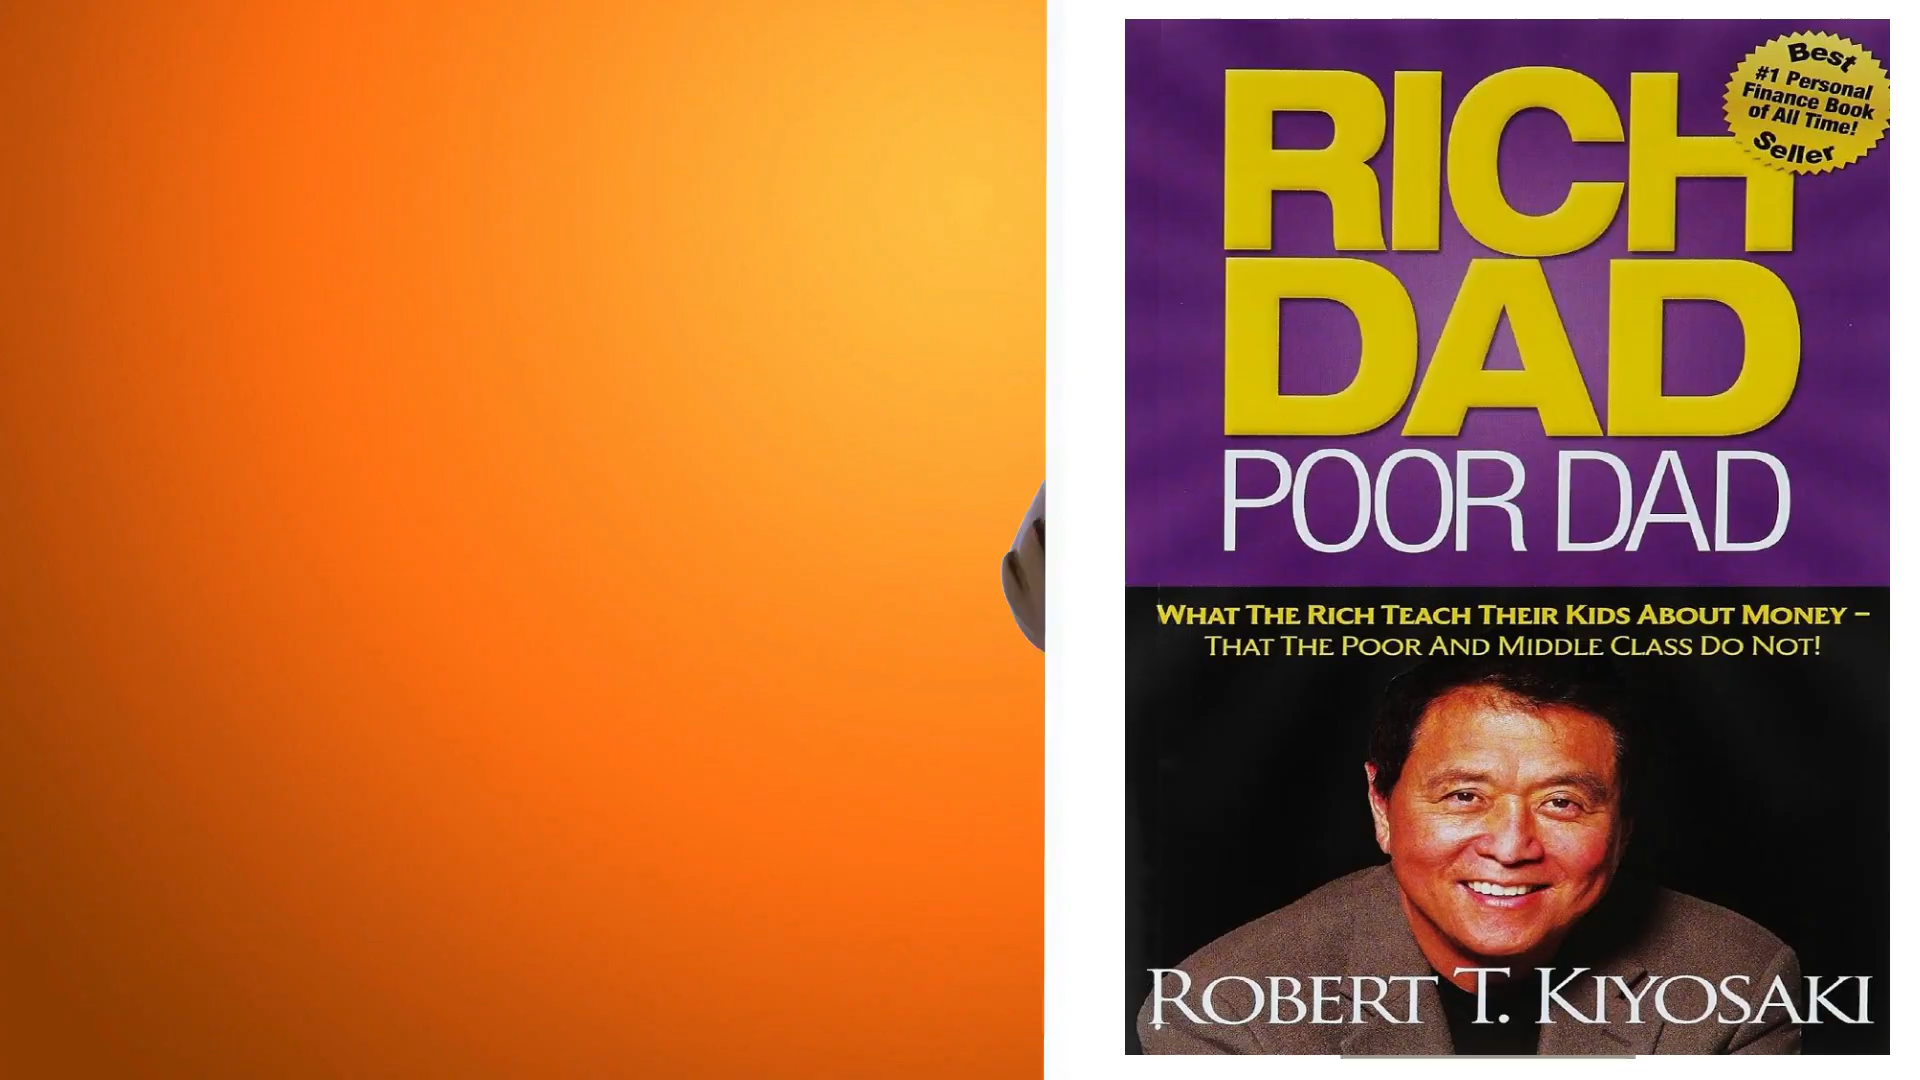 Best
#1 Personal
Finance Book
of All Time!
Seller
RICH
DAD
POOR DAD
WHAT THE RICH TEACH THEIR KIDS ABOUT MONEY –
THAT THE POOR AND MIDDLE CLASS DO NOT!
ROBERT T. KIYOSAKI